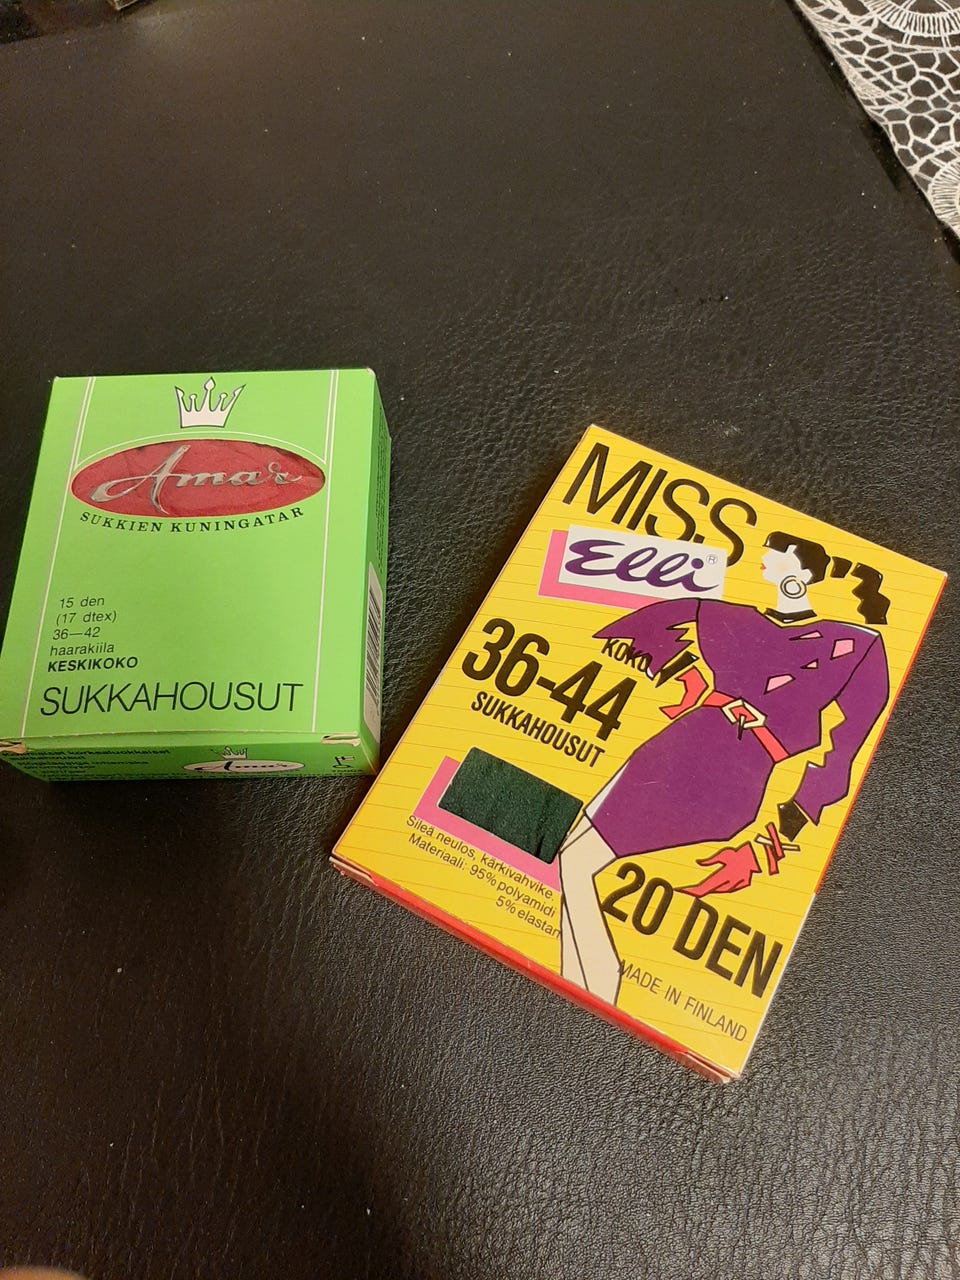 Amar
SUKKIEN KUNINGATAR
15 den
(17 dtex)
36—42
haarakiila
KESKIKOKO
SUKKAHOUSUT
Amar
MISS
Elli®
KOKO
36-44
SUKKAHOUSUT
Sileä neulos, kärkivahvike.
Materiaali: 95% polyamidi
5% elastan
20 DEN
MADE IN FINLAND